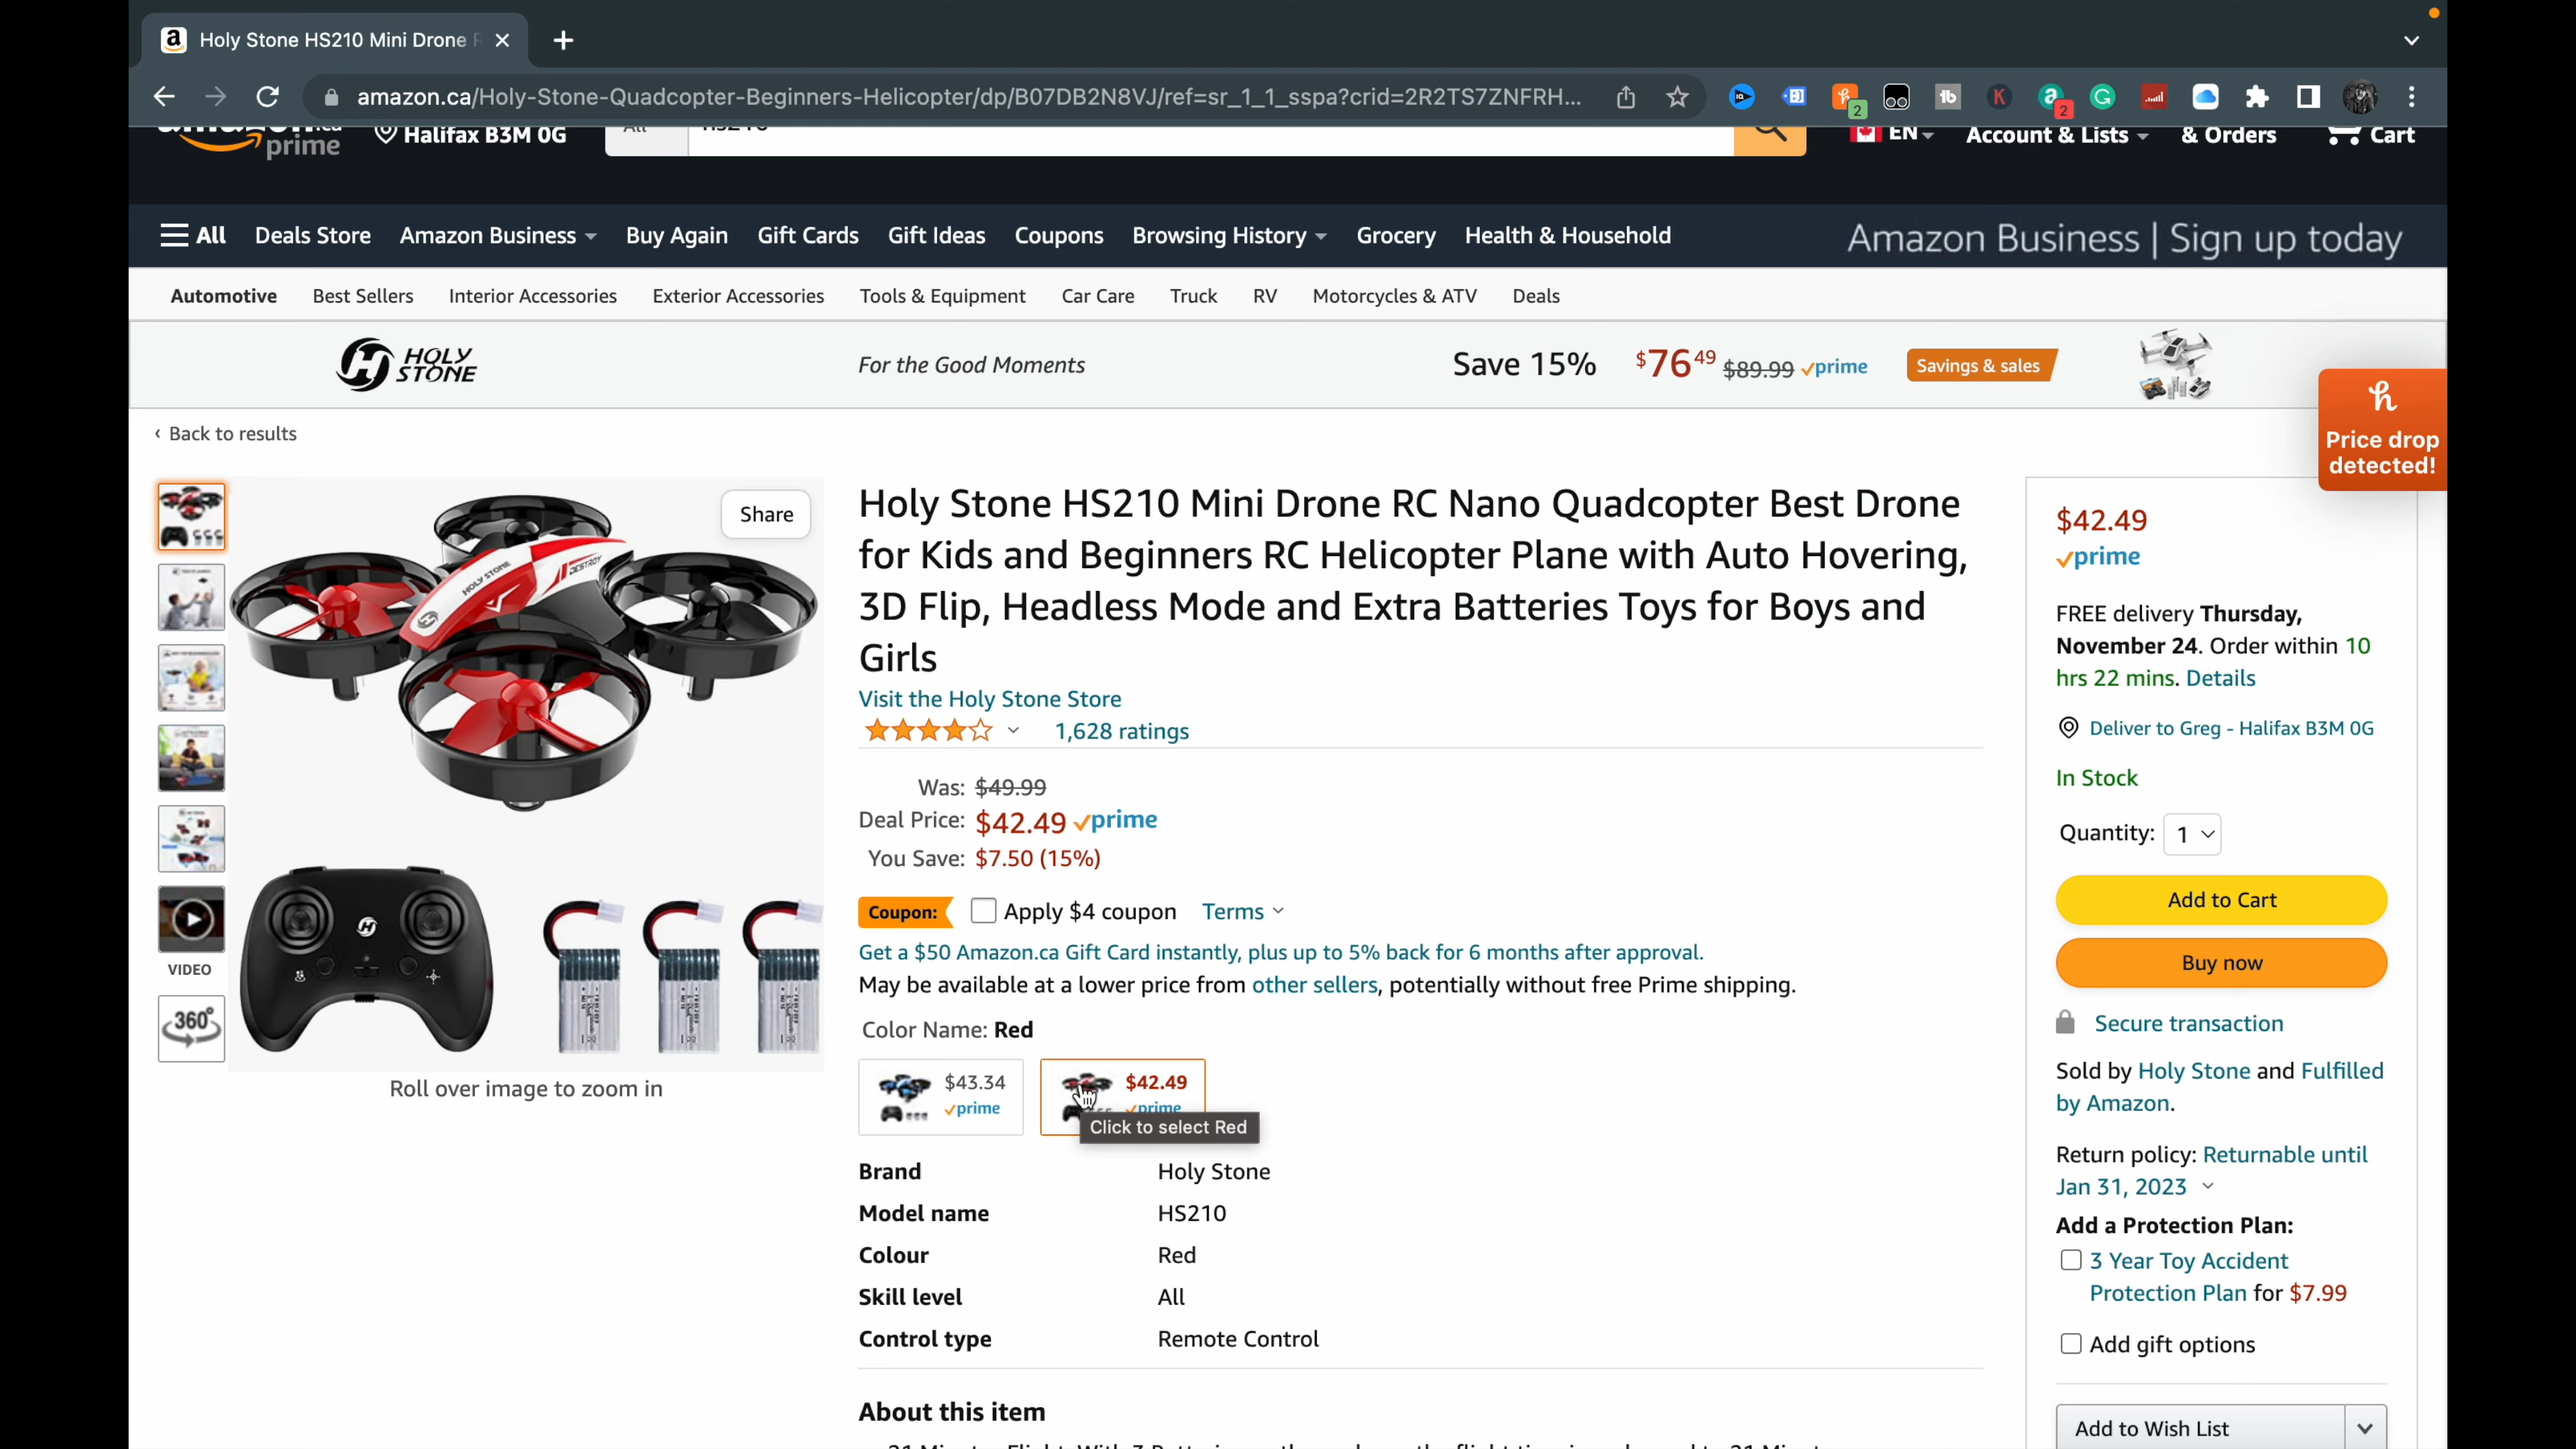 Holy Stone HS210 Mini Drone
amazon.ca/Holy-Stone-Quadcopter-Beginners-Helicopter/dp/B07DB2N8VJ/ref=sr_1_1_sspa?crid=2R2TS7ZNFRH...
2
2
prime
Halifax B3M 0G
EN
Account & Lists
& Orders
Cart
All
Deals Store
Amazon Business
Buy Again
Gift Cards
Gift Ideas
Coupons
Browsing History
Grocery
Health & Household
Amazon Business | Sign up today
Automotive
Best Sellers
Interior Accessories
Exterior Accessories
Tools & Equipment
Car Care
Truck
RV
Motorcycles & ATV
Deals
HOLY
STONE
For the Good Moments
Save 15%
$76.49 $89.99 prime
Savings & sales
Price drop
detected!
‹ Back to results
Share
HOLY STONE
DESTROY
VIDEO
360°
Roll over image to zoom in
Holy Stone HS210 Mini Drone RC Nano Quadcopter Best Drone
for Kids and Beginners RC Helicopter Plane with Auto Hovering,
3D Flip, Headless Mode and Extra Batteries Toys for Boys and
Girls
Visit the Holy Stone Store
1,628 ratings
Was: $49.99
Deal Price: $42.49 prime
You Save: $7.50 (15%)
Coupon: Apply $4 coupon Terms
Get a $50 Amazon.ca Gift Card instantly, plus up to 5% back for 6 months after approval.
May be available at a lower price from other sellers, potentially without free Prime shipping.
Color Name: Red
$43.34
prime
$42.49
prime
Click to select Red
Brand Holy Stone
Model name HS210
Colour Red
Skill level All
Control type Remote Control
About this item
$42.49
prime
FREE delivery Thursday,
November 24. Order within 10
hrs 22 mins. Details
Deliver to Greg - Halifax B3M 0G
In Stock
Quantity: 1
Add to Cart
Buy now
Secure transaction
Sold by Holy Stone and Fulfilled
by Amazon.
Return policy: Returnable until
Jan 31, 2023
Add a Protection Plan:
3 Year Toy Accident
Protection Plan for $7.99
Add gift options
Add to Wish List